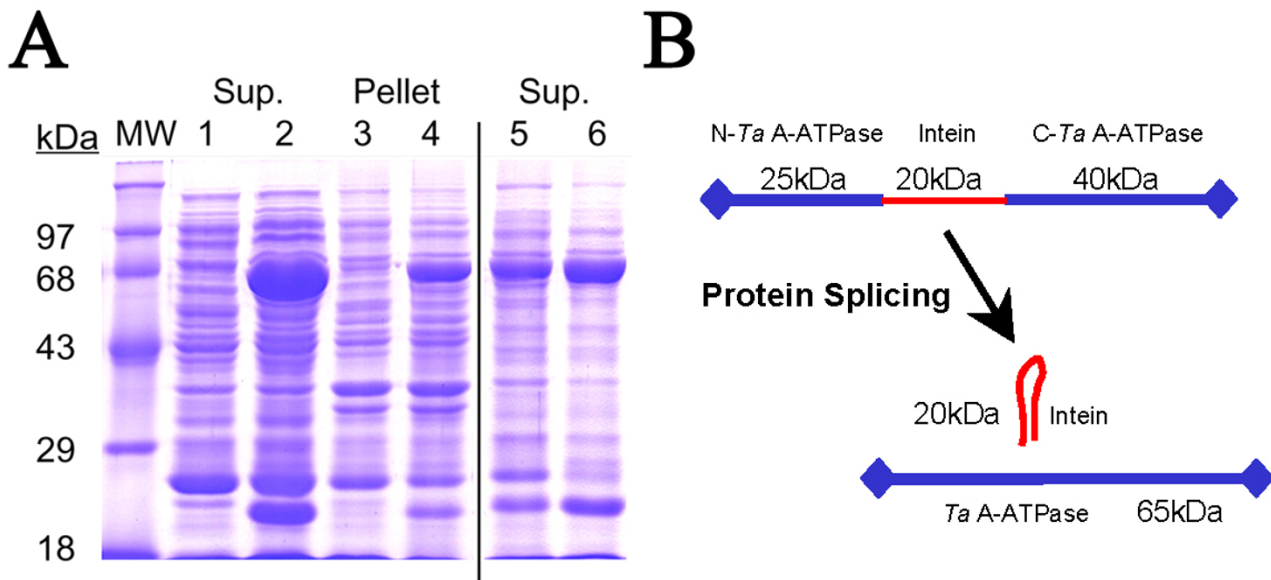 A
Sup. Pellet Sup.
kDa MW 1 2 3 4 5 6
97
68
43
29
18
B
N-Ta A-ATPase Intein C-Ta A-ATPase
25kDa 20kDa 40kDa
Protein Splicing
20kDa Intein
Ta A-ATPase 65kDa